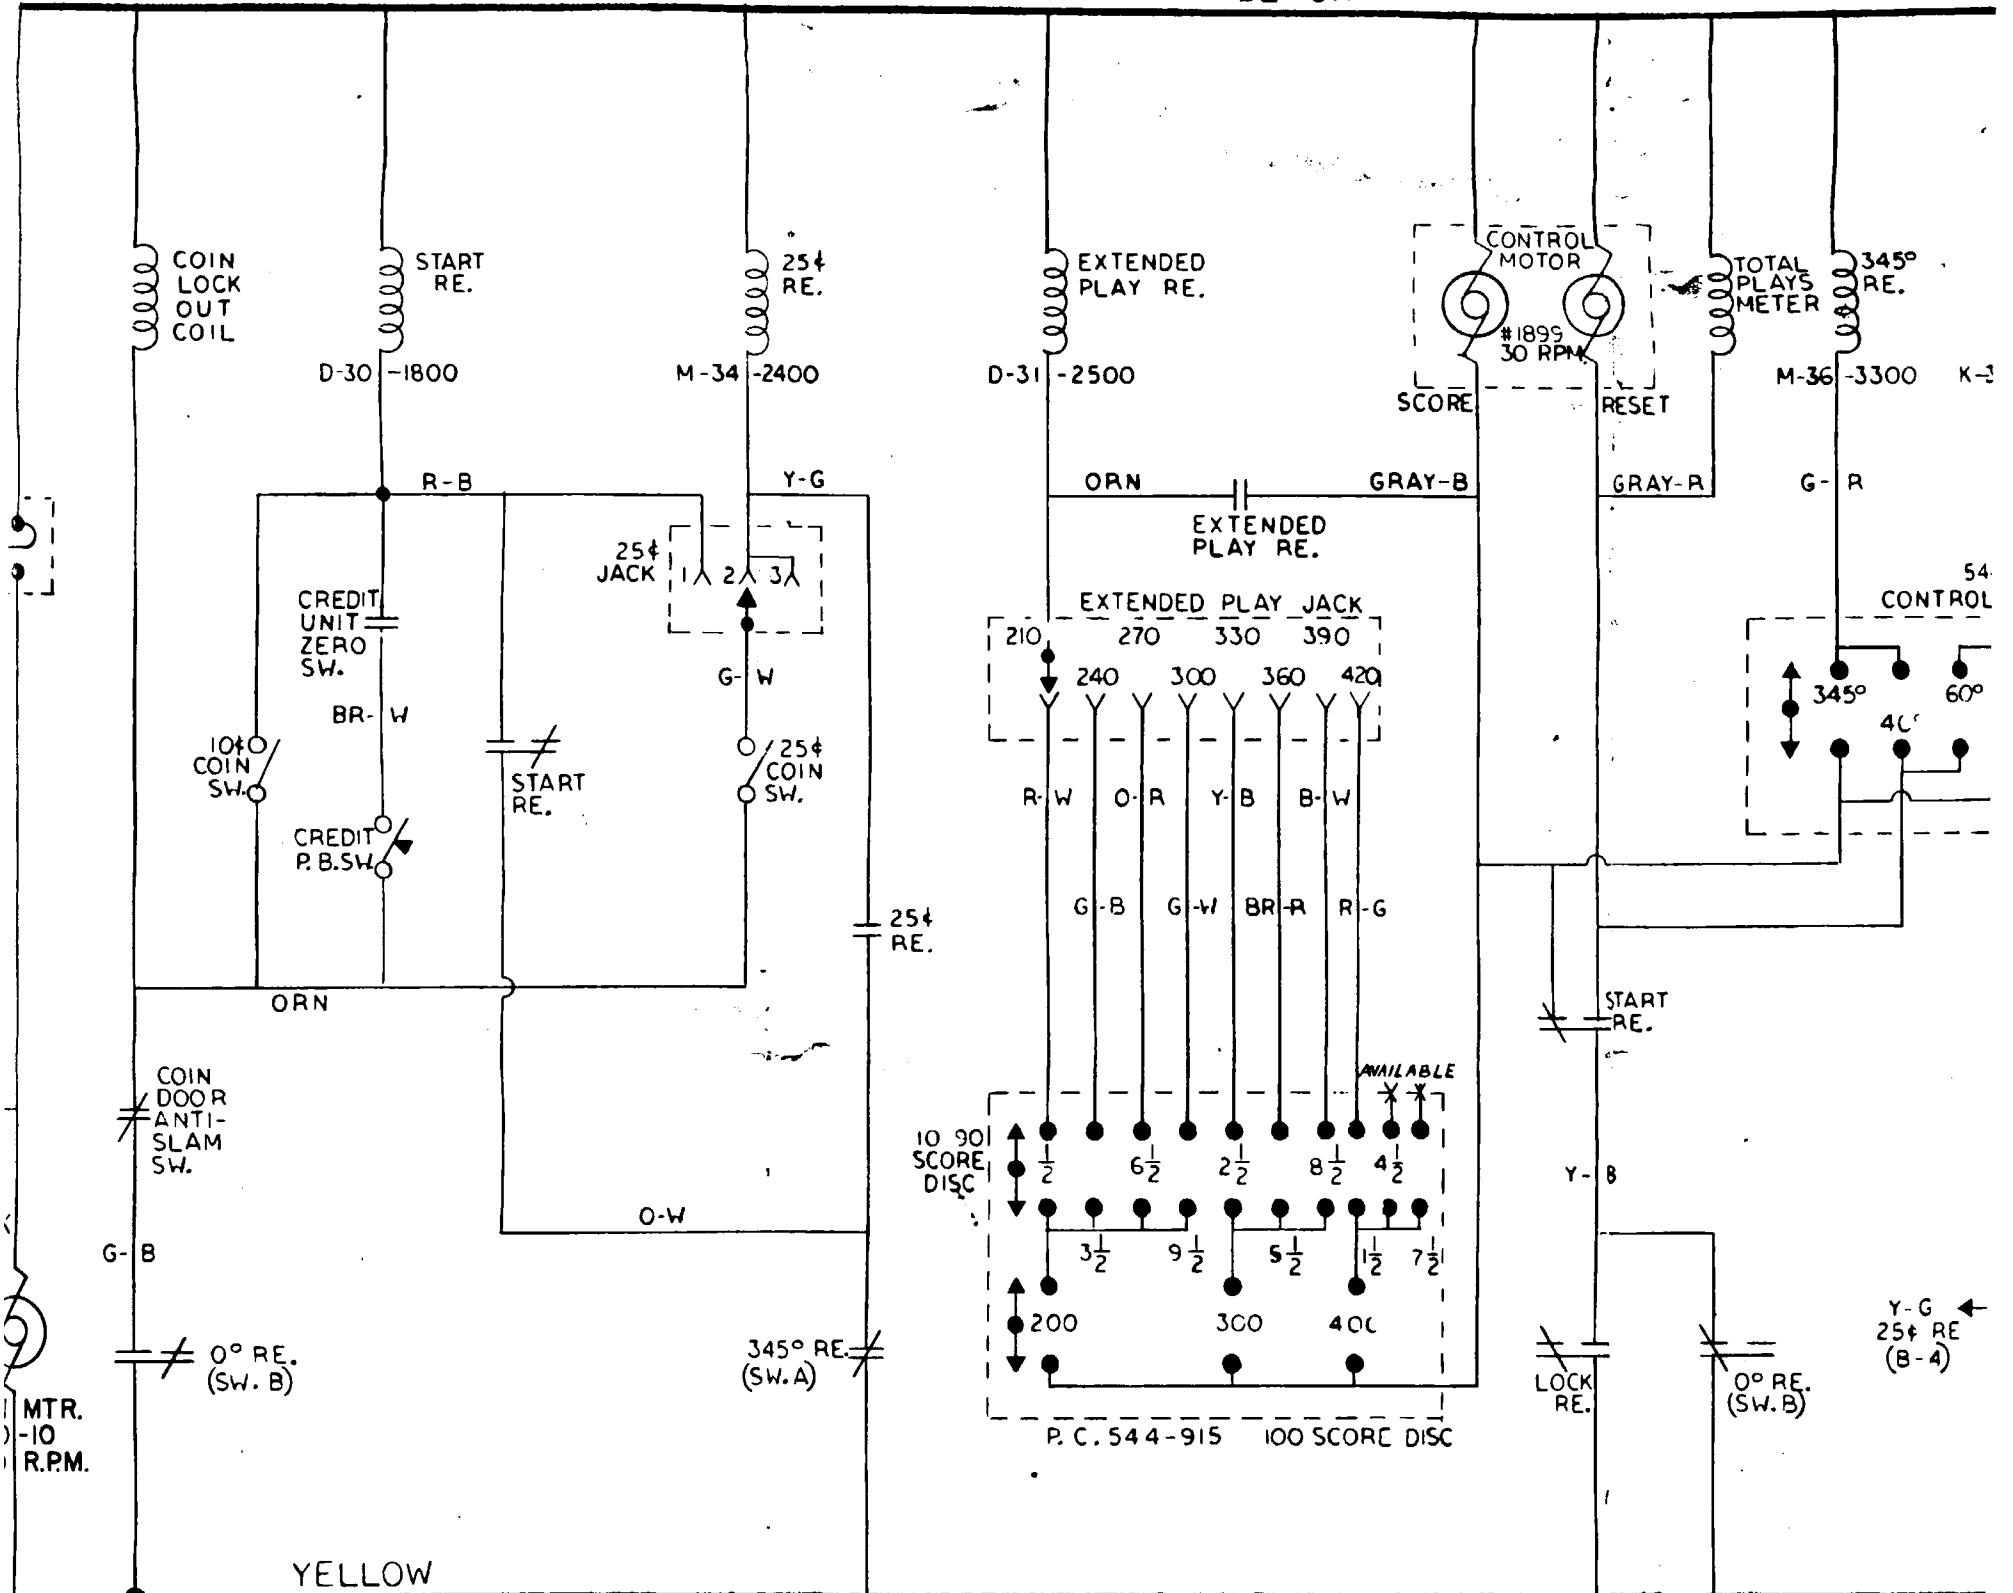 COIN
LOCK
OUT
COIL
START
RE.
25¢
RE.
EXTENDED
PLAY RE.
CONTROL
MOTOR
#1899
30 RPM
TOTAL
PLAYS
METER
345°
RE.
D-30-1800
M-34-2400
D-31-2500
M-36-3300
SCORE
RESET
R-B
Y-G
ORN
GRAY-B
GRAY-R
G-R
EXTENDED
PLAY RE.
25¢
JACK
1 2 3
CREDIT
UNIT
ZERO
SW.
EXTENDED PLAY JACK
210 270 330 390
240 300 360 420
CONTROL
345° 60°
G-W
BR-W
10¢
COIN
SW.
START
RE.
25¢
COIN
SW.
R-W O-R Y-B B-W
CREDIT
P.B.SW.
G-B G-W BR-R R-G
25¢
RE.
ORN
START
RE.
COIN
DOOR
ANTI-
SLAM
SW.
AVAILABLE
10 90
SCORE
DISC
1/2 6 1/2 2 1/2 8 1/2 4 1/2
Y-B
O-W
G-B
3 1/2 9 1/2 5 1/2 1 1/2 7 1/2
200 300 400
0° RE.
(SW. B)
345° RE.
(SW.A)
LOCK
RE.
0° RE.
(SW.B)
Y-G
25¢ RE
(B-4)
MTR.
-10
R.P.M.
P.C.544-915 100 SCORE DISC
YELLOW